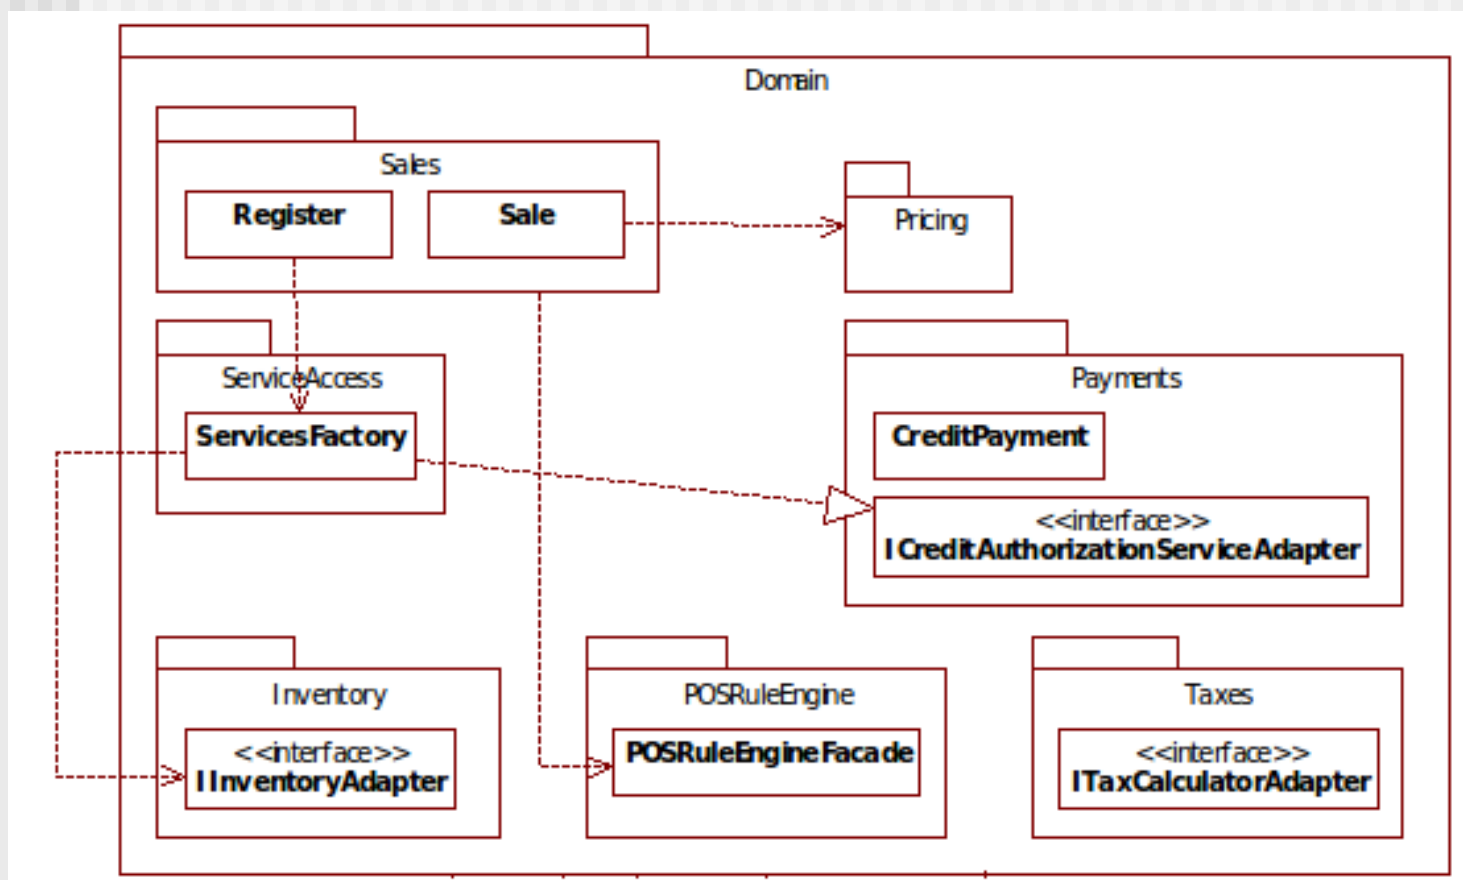 Domain
Sales
Register
Sale
Pricing
ServiceAccess
ServicesFactory
Payments
CreditPayment
<<interface>>
ICreditAuthorizationServiceAdapter
Inventory
<<interface>>
IInventoryAdapter
POSRuleEngine
POSRuleEngineFacade
Taxes
<<interface>>
ITaxCalculatorAdapter